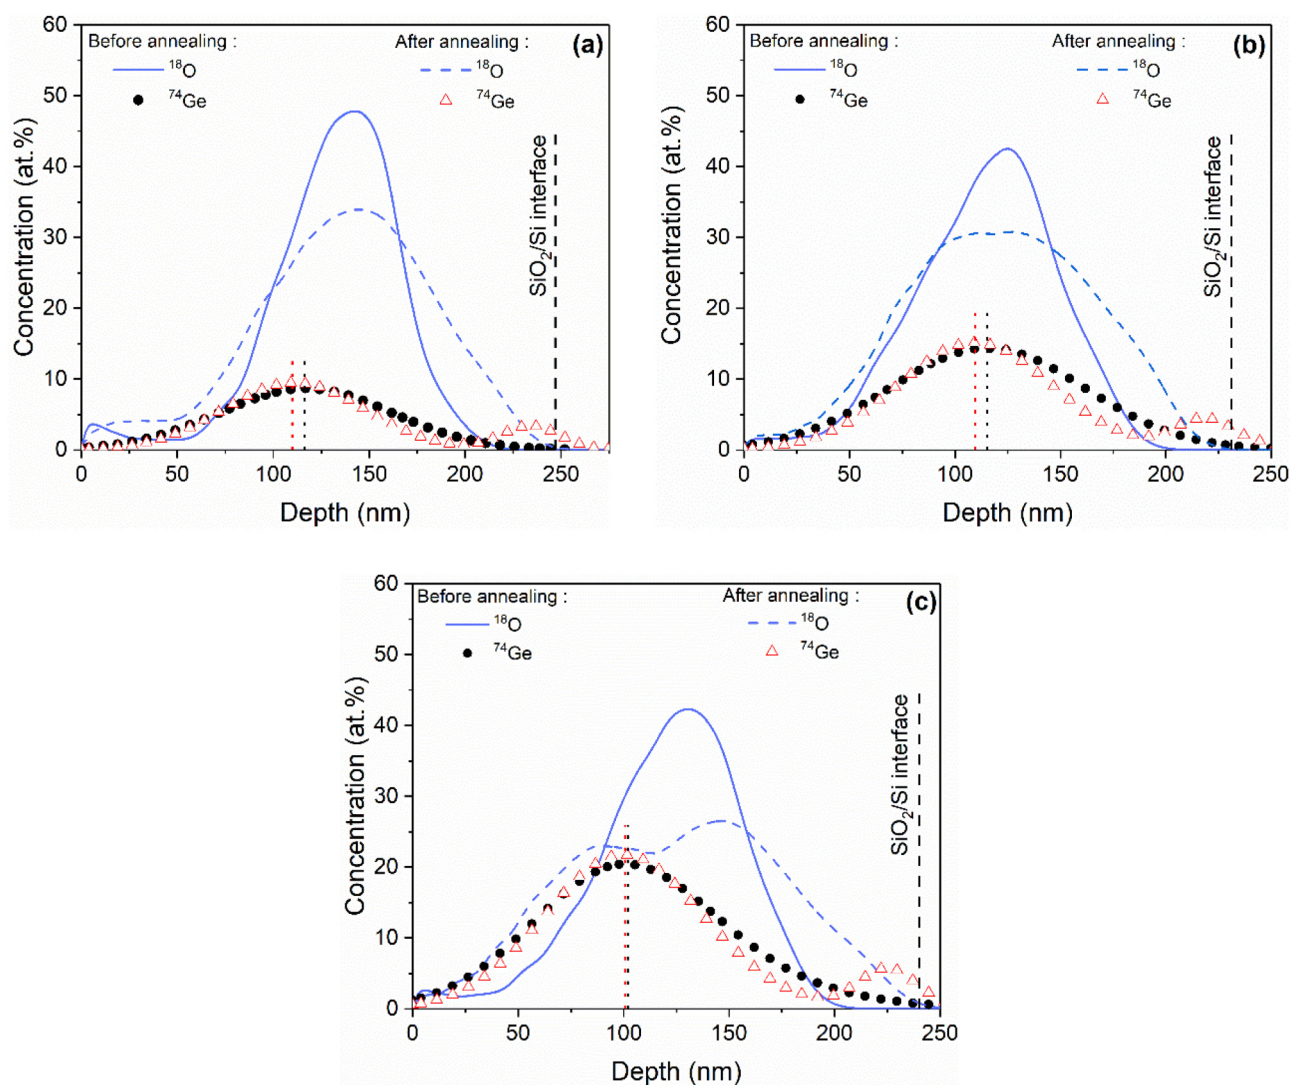 (a)
Before annealing :
After annealing :
¹⁸O
¹⁸O
⁷⁴Ge
⁷⁴Ge
SiO₂/Si interface
Concentration (at.%)
60
50
40
30
20
10
0
0 50 100 150 200 250
Depth (nm)
(b)
Before annealing :
After annealing :
¹⁸O
¹⁸O
⁷⁴Ge
⁷⁴Ge
SiO₂/Si interface
Concentration (at.%)
60
50
40
30
20
10
0
0 50 100 150 200 250
Depth (nm)
(c)
Before annealing :
After annealing :
¹⁸O
¹⁸O
⁷⁴Ge
⁷⁴Ge
SiO₂/Si interface
Concentration (at.%)
60
50
40
30
20
10
0
0 50 100 150 200 250
Depth (nm)